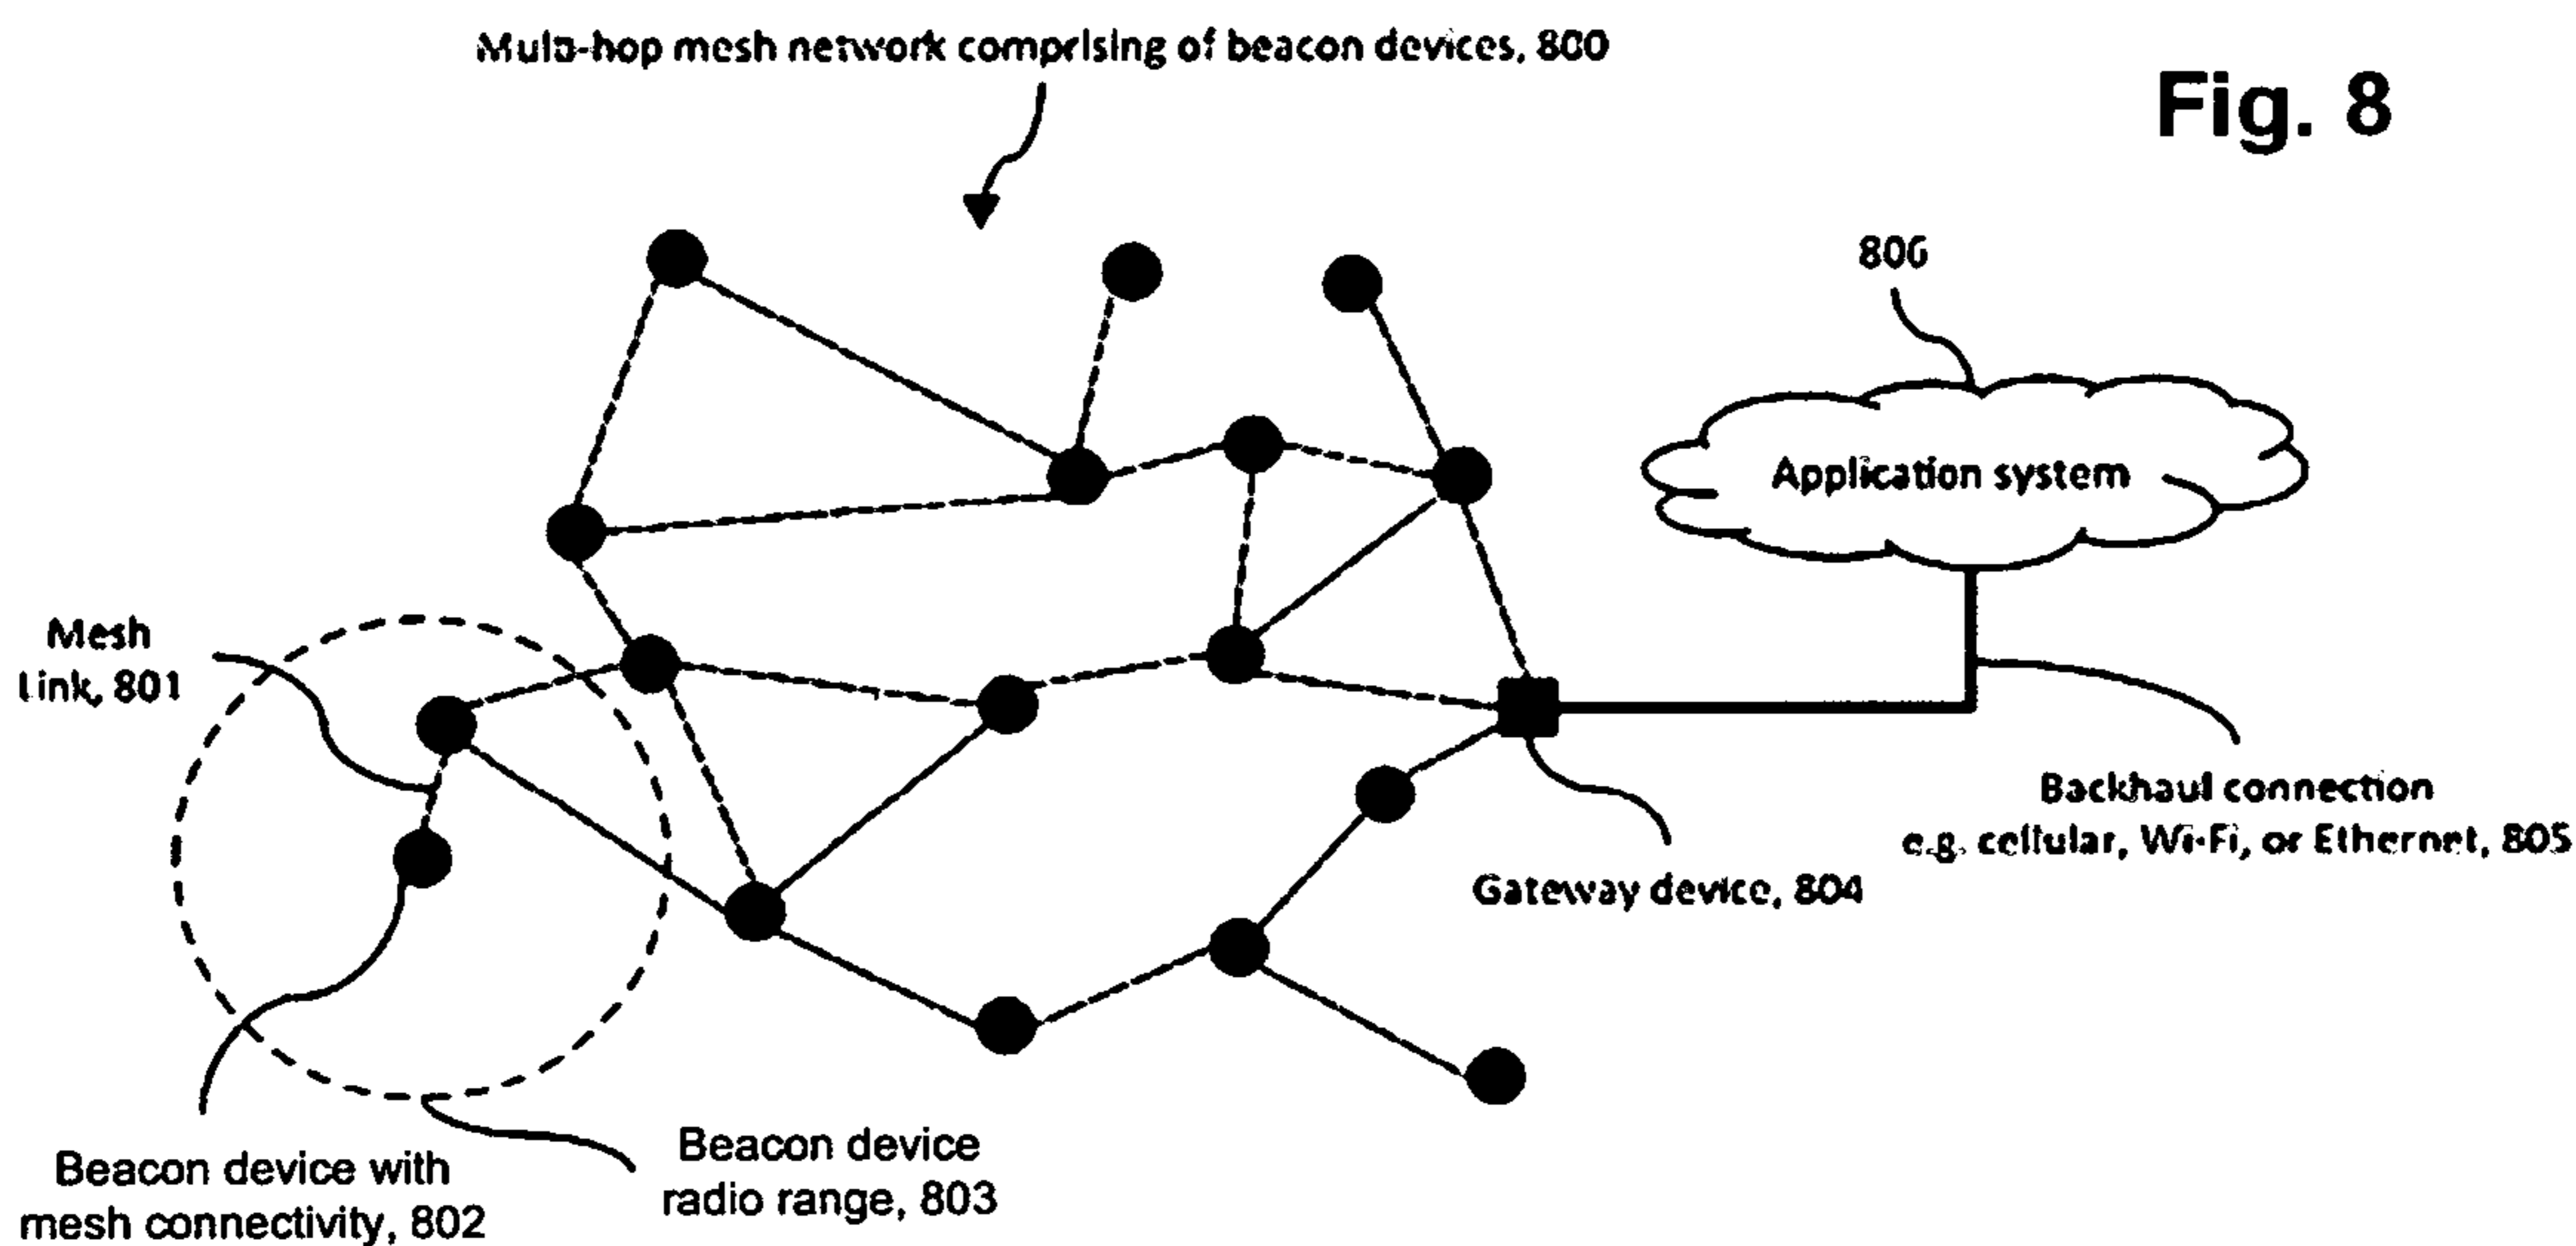 Multi-hop mesh network comprising of beacon devices, 800
Fig. 8
806
Application system
Mesh
Link, 801
Backhaul connection
e.g. cellular, Wi-Fi, or Ethernet, 805
Gateway device, 804
Beacon device with
mesh connectivity, 802
Beacon device
radio range, 803